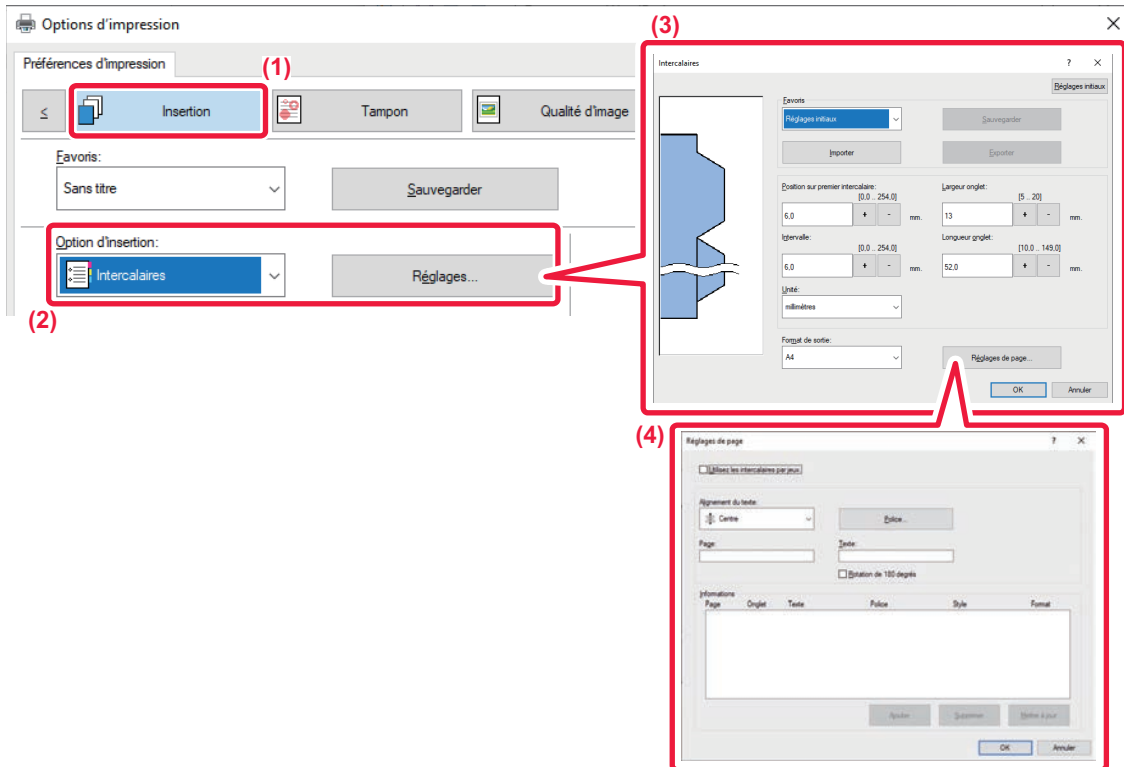 Options d'impression
Préférences d'impression
(1)
≤ Insertion Tampon Qualité d'image
Favoris:
Sans titre Sauvegarder
Option d'insertion:
Intercalaires Réglages...
(2)
(3)
Intercalaires ? ×
Réglages initiaux
Favoris
Réglages initiaux Sauvegarder
Importer Exporter
Position sur premier intercalaire: Largeur onglet:
[0,0 .. 254,0] [5 .. 20]
6,0 + - mm. 13 + - mm.
Intervalle: Longueur onglet:
[0,0 .. 254,0] [10,0 .. 149,0]
6,0 + - mm. 52,0 + - mm.
Unité:
millimètres
Format de sortie:
A4 Réglages de page...
OK Annuler
(4)
Réglages de page ? ×
Utilisez les intercalaires par jeux
Alignement du texte:
Centre Police...
Page: Texte:
Rotation de 180 degrés
Informations
Page Onglet Texte Police Style Format
Ajouter Supprimer Mettre à jour
OK Annuler